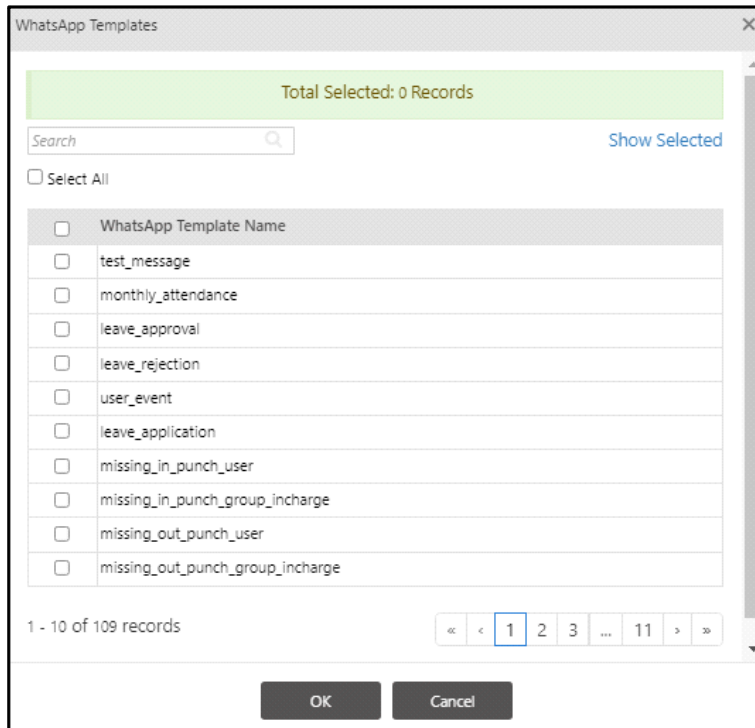 WhatsApp Templates
Total Selected: 0 Records
Search
Show Selected
Select All
WhatsApp Template Name
test_message
monthly_attendance
leave_approval
leave_rejection
user_event
leave_application
missing_in_punch_user
missing_in_punch_group_incharge
missing_out_punch_user
missing_out_punch_group_incharge
1 - 10 of 109 records « ‹ 1 2 3 ... 11 › »
OK Cancel